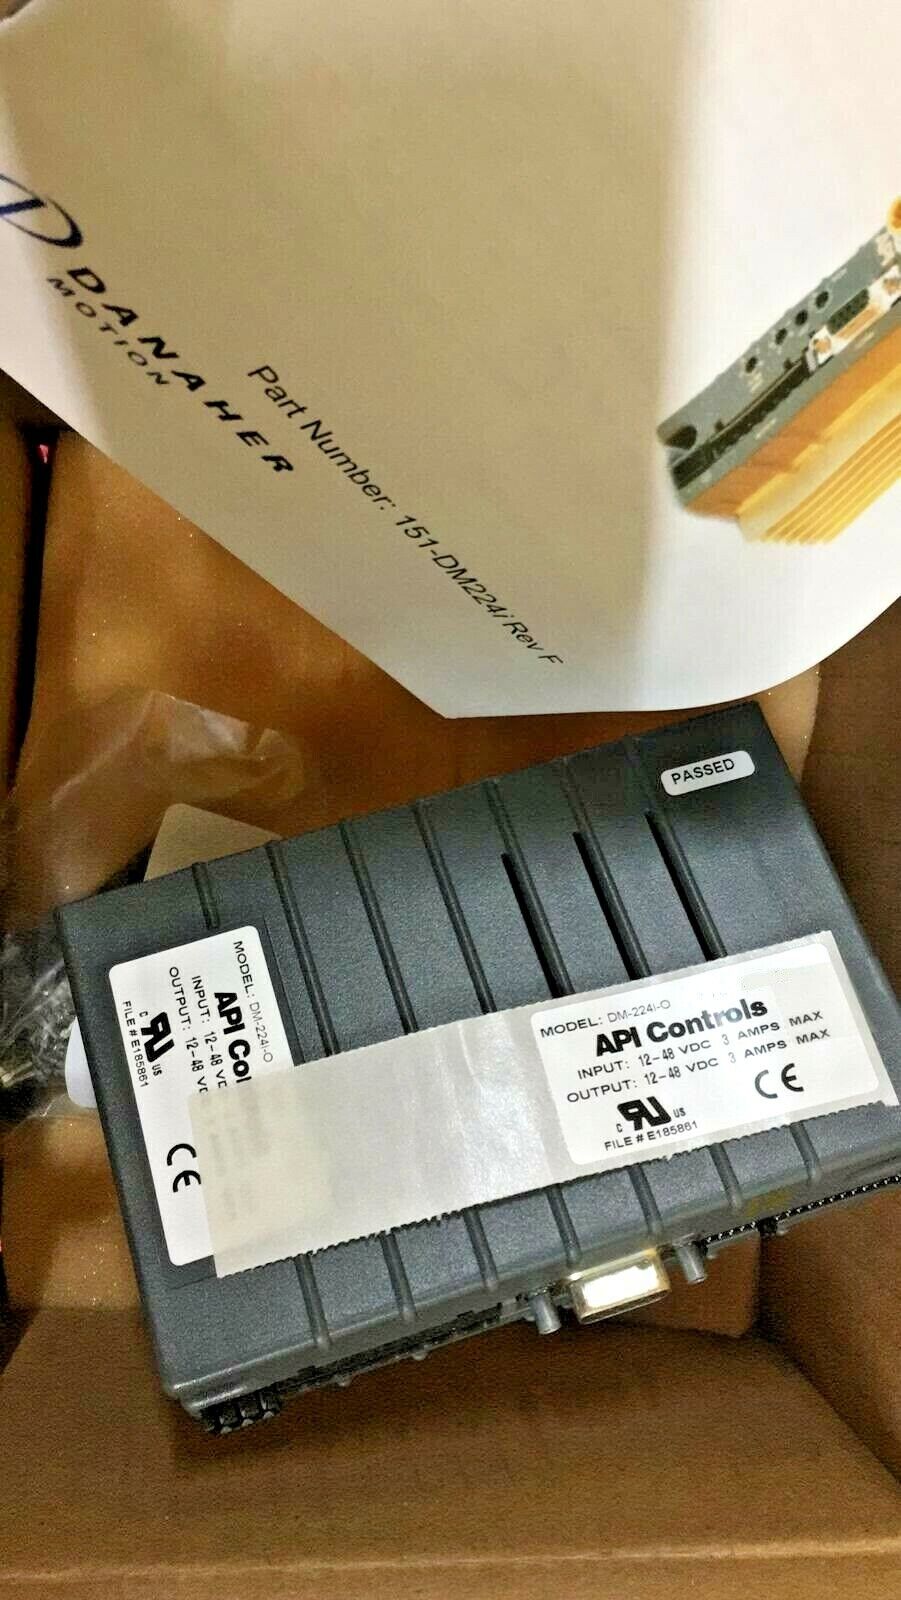 DANAHER
MOTION
Part Number: 151-DM224i Rev F
PASSED
MODEL: DM-224I-O
API Controls
INPUT: 12-48 VDC 3 AMPS MAX
OUTPUT: 12-48 VDC 3 AMPS MAX
c RU us
FILE # E185861
CE
MODEL: DM-224I-O
API Co
INPUT: 12-48 V
OUTPUT: 12-48 V
c RU us
FILE # E185861
CE